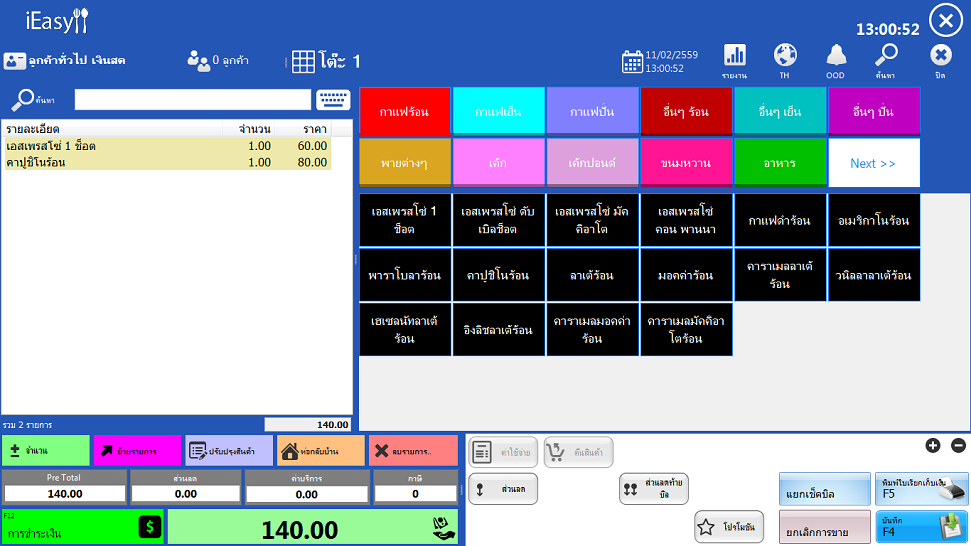 iEasy
13:00:52
ลูกค้าทั่วไป เงินสด
0 ลูกค้า
โต๊ะ 1
11/02/2559
13:00:52
รายงาน
TH
OOD
ค้นหา
ปิด
ค้นหา
รายละเอียด จำนวน ราคา
เอสเพรสโซ่ 1 ช็อต 1.00 60.00
คาปูชิโนร้อน 1.00 80.00
รวม 2 รายการ 140.00
กาแฟร้อน
กาแฟเย็น
กาแฟปั่น
อื่นๆ ร้อน
อื่นๆ เย็น
อื่นๆ ปั่น
พายต่างๆ
เค้ก
เค้กปอนด์
ขนมหวาน
อาหาร
Next >>
เอสเพรสโซ่ 1
ช็อต
เอสเพรสโซ่ ดับ
เบิลช็อต
เอสเพรสโซ่ มัค
คิอาโต
เอสเพรสโซ่
คอน พานนา
กาแฟดำร้อน
อเมริกาโนร้อน
พาราโบลาร้อน
คาปูชิโนร้อน
ลาเต้ร้อน
มอคค่าร้อน
คาราเมลลาเต้
ร้อน
วนิลลาลาเต้ร้อน
เฮเซลนัทลาเต้
ร้อน
อิงลิชลาเต้ร้อน
คาราเมลมอคค่า
ร้อน
คาราเมลมัคคิอา
โตร้อน
จำนวน
ย้ายรายการ
ปรับปรุงสินค้า
ห่อกลับบ้าน
ลบรายการ..
Pre Total
140.00
ส่วนลด
0.00
ค่าบริการ
0.00
ภาษี
0
F12
การชำระเงิน
140.00
ค่าใช้จ่าย
คืนสินค้า
ส่วนลด
ส่วนลดท้าย
บิล
โปรโมชั่น
แยกเช็คบิล
พิมพ์ใบเรียกเก็บเงิน
F5
ยกเลิกการขาย
บันทึก
F4